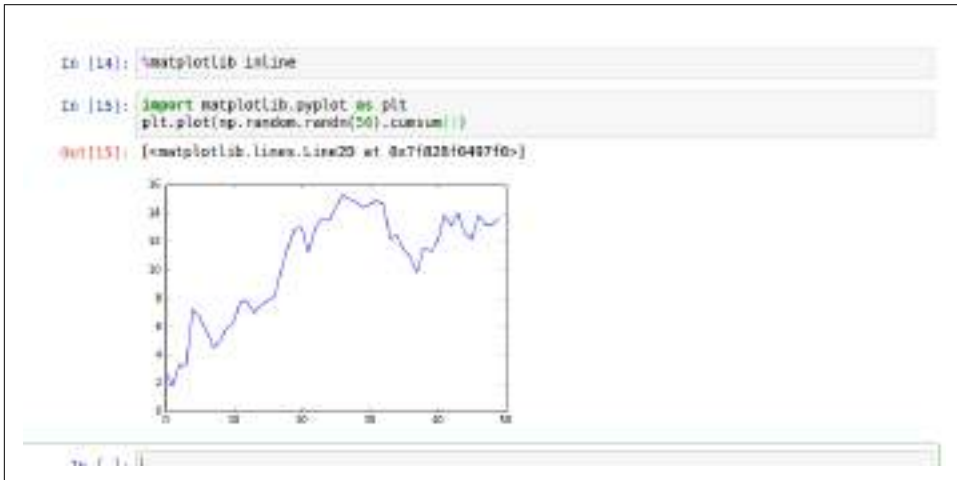 In [14]: %matplotlib inline
In [15]: import matplotlib.pyplot as plt
plt.plot(np.random.randn(50).cumsum())
Out[15]: [<matplotlib.lines.Line2D at
16
14
12
10
8
6
4
2
0
0 10 20 30 40 50
In [ ]: